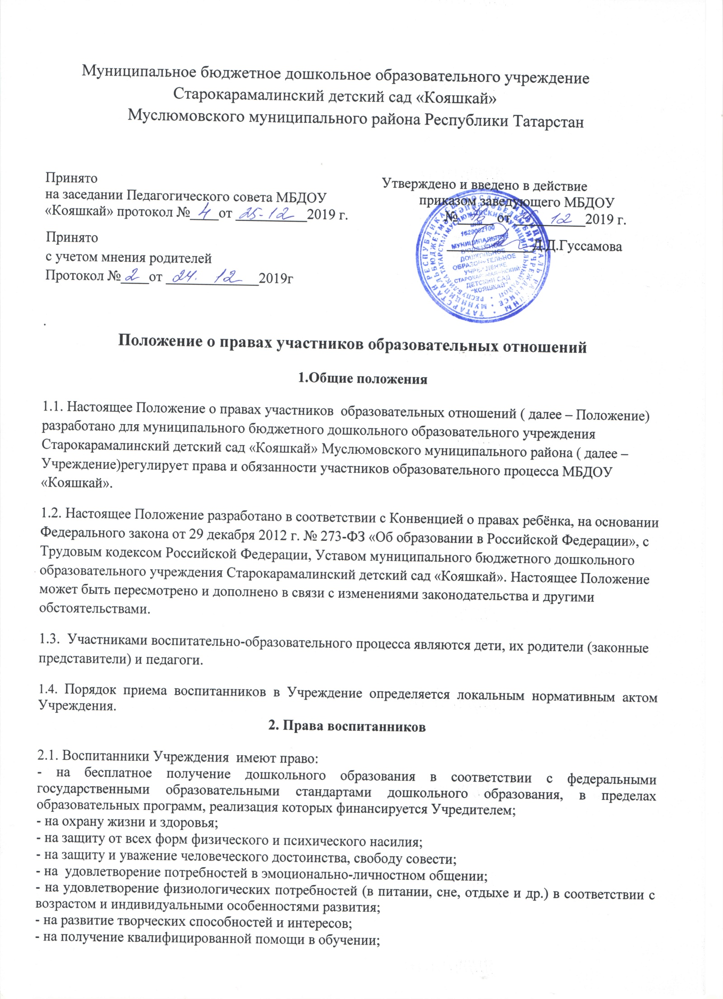 Муниципальное бюджетное дошкольное образовательного учреждение
Старокарамалинский детский сад «Кояшкай»
Муслюмовского муниципального района Республики Татарстан
Принято
на заседании Педагогического совета МБДОУ
«Кояшкай» протокол № 4 от 25-12 2019 г.
Принято
с учетом мнения родителей
Протокол № 2 от 24. 12 2019г
Утверждено и введено в действие
приказом заведующего МБДОУ
№ от 12 2019 г.
Д.Д.Гуссамова
ИНН
1629002100
МУНИЦИПАЛЬНОЕ
БЮДЖЕТНОЕ
ДОШКОЛЬНОЕ
ОБРАЗОВАТЕЛЬНОЕ
УЧРЕЖДЕНИЕ
СТАРОКАРАМАЛИНСКИЙ
ДЕТСКИЙ САД
"КОЯШКАЙ"
.
Положение о правах участников образовательных отношений
1.Общие положения
1.1. Настоящее Положение о правах участников образовательных отношений ( далее – Положение)
разработано для муниципального бюджетного дошкольного образовательного учреждения
Старокарамалинский детский сад «Кояшкай» Муслюмовского муниципального района ( далее –
Учреждение)регулирует права и обязанности участников образовательного процесса МБДОУ
«Кояшкай».
1.2. Настоящее Положение разработано в соответствии с Конвенцией о правах ребёнка, на основании
Федерального закона от 29 декабря 2012 г. № 273-ФЗ «Об образовании в Российской Федерации», с
Трудовым кодексом Российской Федерации, Уставом муниципального бюджетного дошкольного
образовательного учреждения Старокарамалинский детский сад «Кояшкай». Настоящее Положение
может быть пересмотрено и дополнено в связи с изменениями законодательства и другими
обстоятельствами.
1.3. Участниками воспитательно-образовательного процесса являются дети, их родители (законные
представители) и педагоги.
1.4. Порядок приема воспитанников в Учреждение определяется локальным нормативным актом
Учреждения.
2. Права воспитанников
2.1. Воспитанники Учреждения имеют право:
- на бесплатное получение дошкольного образования в соответствии с федеральными
государственными образовательными стандартами дошкольного образования, в пределах
образовательных программ, реализация которых финансируется Учредителем;
- на охрану жизни и здоровья;
- на защиту от всех форм физического и психического насилия;
- на защиту и уважение человеческого достоинства, свободу совести;
- на удовлетворение потребностей в эмоционально-личностном общении;
- на удовлетворение физиологических потребностей (в питании, сне, отдыхе и др.) в соответствии с
возрастом и индивидуальными особенностями развития;
- на развитие творческих способностей и интересов;
- на получение квалифицированной помощи в обучении;